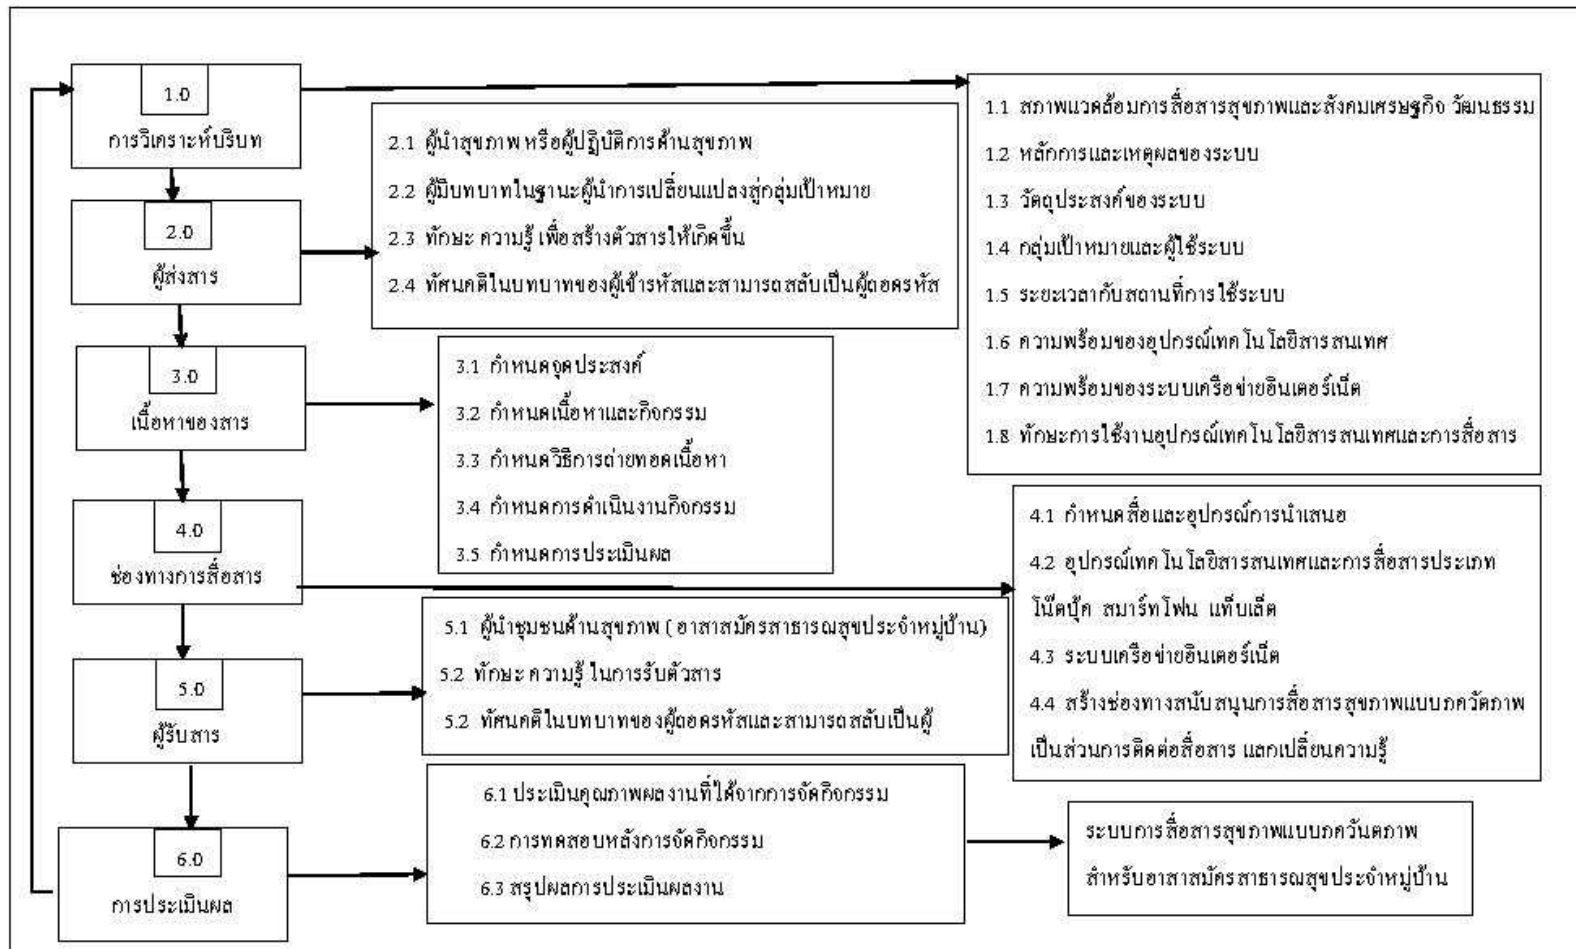 1.0
การวิเคราะห์บริบท
1.1 สภาพแวดล้อมการสื่อสารสุขภาพและสังคมเศรษฐกิจ วัฒนธรรม
1.2 หลักการและเหตุผลของระบบ
1.3 วัตถุประสงค์ของระบบ
1.4 กลุ่มเป้าหมายและผู้ใช้ระบบ
1.5 ระยะเวลากับสถานที่การใช้ระบบ
1.6 ความพร้อมของอุปกรณ์เทคโนโลยีสารสนเทศ
1.7 ความพร้อมของระบบเครือข่ายอินเตอร์เน็ต
1.8 ทักษะการใช้งานอุปกรณ์เทคโนโลยีสารสนเทศและการสื่อสาร
2.0
ผู้ส่งสาร
2.1 ผู้นำสุขภาพ หรือผู้ปฏิบัติการด้านสุขภาพ
2.2 ผู้มีบทบาทในฐานะผู้นำการเปลี่ยนแปลงสู่กลุ่มเป้าหมาย
2.3 ทักษะ ความรู้ เพื่อสร้างตัวสารให้เกิดขึ้น
2.4 ทัศนคติในบทบาทของผู้เข้ารหัสและสามารถสลับเป็นผู้ถอดรหัส
3.0
เนื้อหาของสาร
3.1 กำหนดจุดประสงค์
3.2 กำหนดเนื้อหาและกิจกรรม
3.3 กำหนดวิธีการถ่ายทอดเนื้อหา
3.4 กำหนดการดำเนินงานกิจกรรม
3.5 กำหนดการประเมินผล
4.0
ช่องทางการสื่อสาร
4.1 กำหนดสื่อและอุปกรณ์การนำเสนอ
4.2 อุปกรณ์เทคโนโลยีสารสนเทศและการสื่อสารประเภท
โน๊ตบุ้ค สมาร์ทโฟน แท็บเล็ต
4.3 ระบบเครือข่ายอินเตอร์เน็ต
4.4 สร้างช่องทางสนับสนุนการสื่อสารสุขภาพแบบภควัตภาพ
เป็นส่วนการติดต่อสื่อสาร แลกเปลี่ยนความรู้
5.0
ผู้รับสาร
5.1 ผู้นำชุมชนด้านสุขภาพ ( อาสาสมัครสาธารณสุขประจำหมู่บ้าน)
5.2 ทักษะ ความรู้ ในการรับตัวสาร
5.2 ทัศนคติในบทบาทของผู้ถอดรหัสและสามารถสลับเป็นผู้
6.0
การประเมินผล
6.1 ประเมินคุณภาพผลงานที่ได้จากการจัดกิจกรรม
6.2 การทดสอบหลังการจัดกิจกรรม
6.3 สรุปผลการประเมินผลงาน
ระบบการสื่อสารสุขภาพแบบภควันตภาพ
สำหรับอาสาสมัครสาธารณสุขประจำหมู่บ้าน